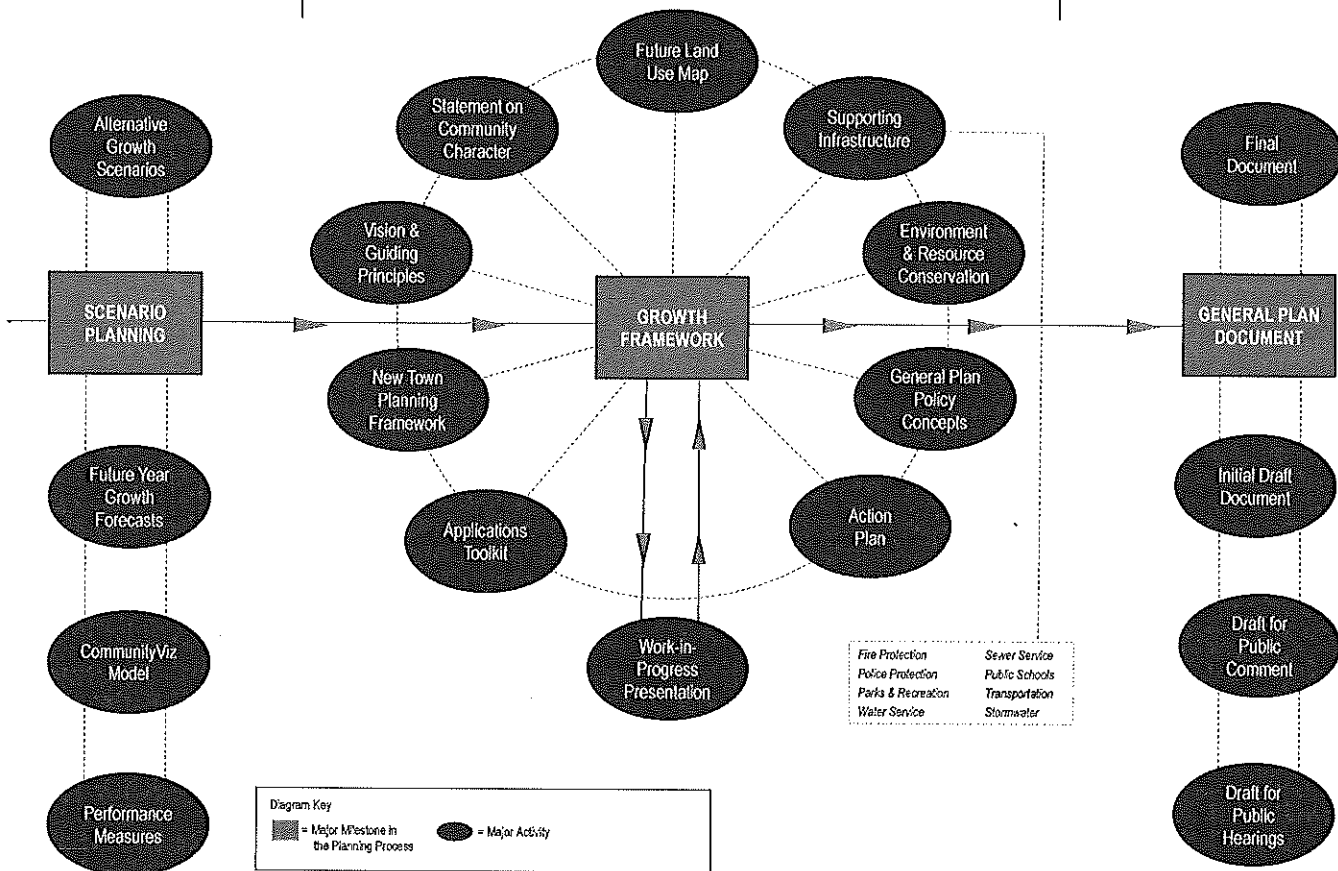 Alternative
Growth
Scenarios
SCENARIO
PLANNING
Future Year
Growth
Forecasts
CommunityViz
Model
Performance
Measures
Future Land
Use Map
Statement on
Community
Character
Supporting
Infrastructure
Vision &
Guiding
Principles
Environment
& Resource
Conservation
GROWTH
FRAMEWORK
New Town
Planning
Framework
General Plan
Policy
Concepts
Applications
Toolkit
Action
Plan
Work-in-
Progress
Presentation
Fire Protection
Police Protection
Parks & Recreation
Water Service
Sewer Service
Public Schools
Transportation
Stormwater
Final
Document
GENERAL PLAN
DOCUMENT
Initial Draft
Document
Draft for
Public
Comment
Draft for
Public
Hearings
Diagram Key
= Major Milestone in
the Planning Process
= Major Activity